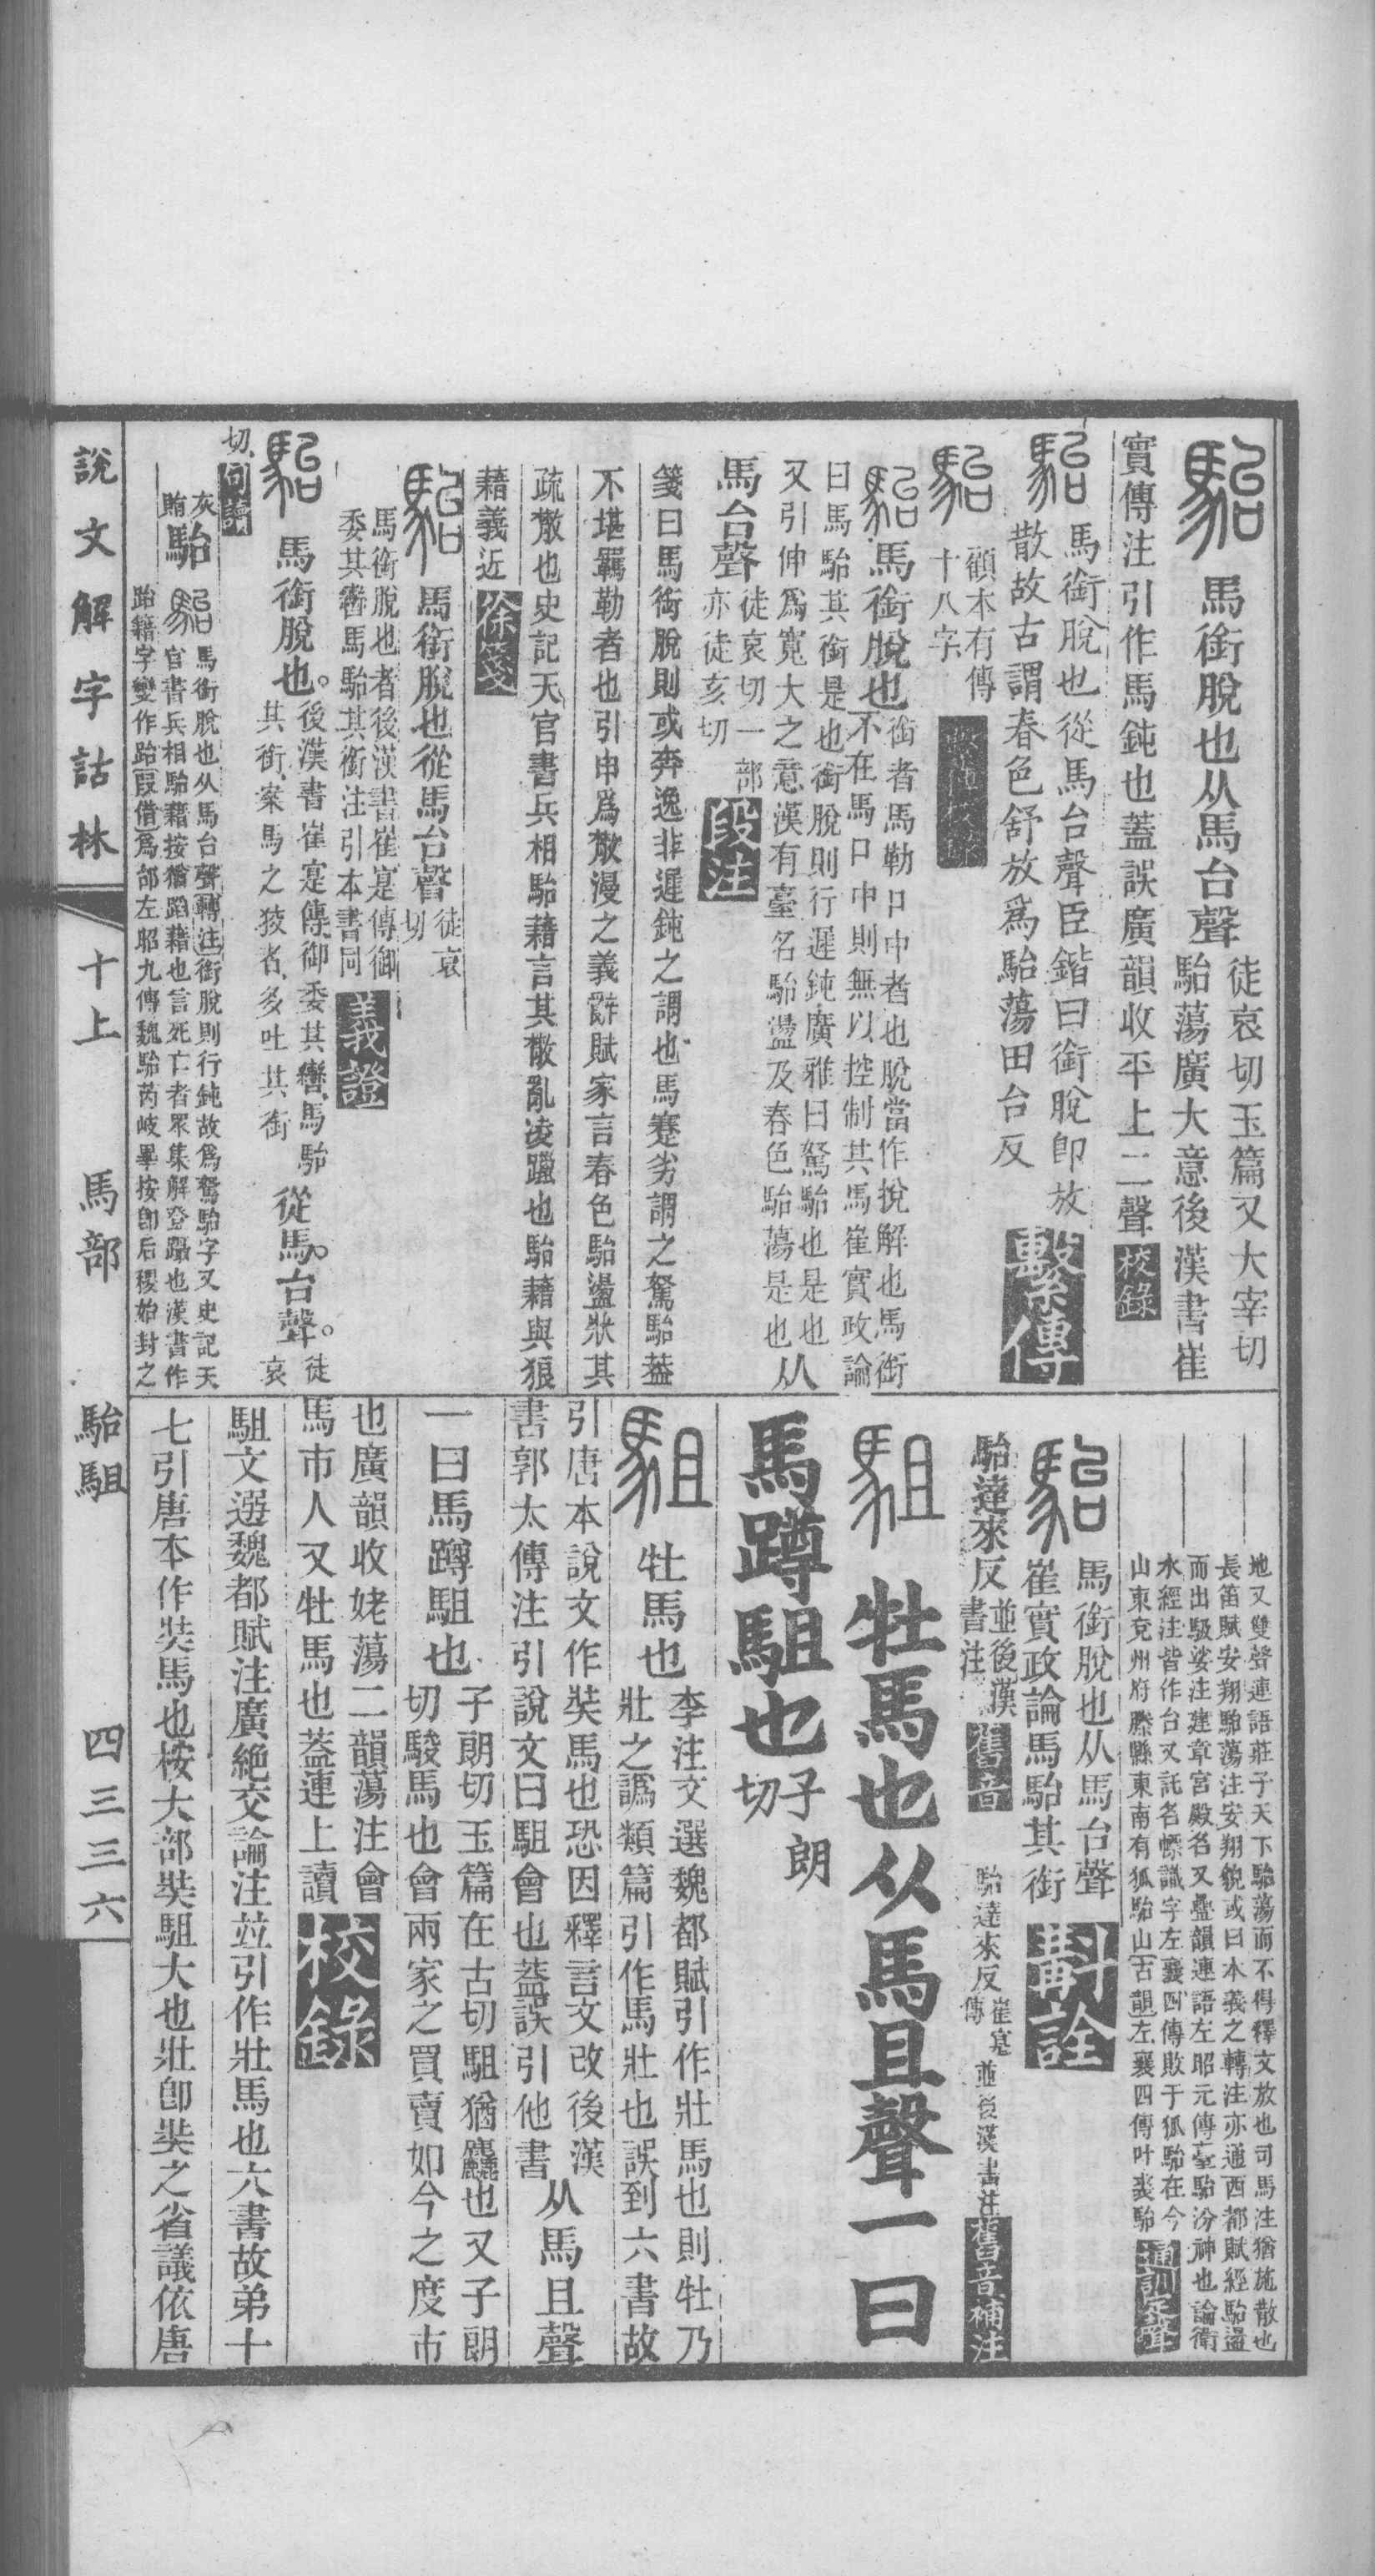 馬銜脫也从馬台聲
徒哀切玉篇又大宰切
駘蕩廣大意後漢書崔
實傳注引作馬鈍也蓋誤廣韻收平上二聲
校錄
馬銜脫也從馬台聲臣鍇曰銜脫卽放
散故古謂春色舒放爲駘蕩田台反
繫傳
顧本有傳
十八字
馬銜脫也
銜者馬勒口中者也脫當作挩解也馬銜
不在馬口中則無以控制其馬崔實政論
曰馬駘其銜是也銜脫則行遲鈍廣雅曰駑駘也是也
又引伸爲寬大之意漢有臺名駘盪及春色駘蕩是也
从
馬台聲
徒哀切一部
亦徒亥切
段注
箋曰馬銜脫則或奔逸非遲鈍之謂也馬蹇劣謂之駑駘葢
不堪羈勒者也引申爲㪚漫之義辭賦家言春色駘盪狀其
疏㪚也史記天官書兵相駘藉言其㪚亂凌躐也駘藉與狼
藉義近
徐箋
馬銜脫也從馬台聲
徒哀
切
馬銜脫也者後漢書崔寔傳御
委其轡馬駘其銜注引本書同
義證
馬銜脫也。
後漢書崔寔傳、御委其轡、馬駘
其銜、案馬之狡者、多吐其銜
從馬。台聲。
徒
哀
切、
句讀
灰
賄
駘
馬銜脫也从馬台聲轉注銜脫則行鈍故爲駑駘字又史記天
官書兵相駘藉按猶蹈藉也言死亡者眾集解登躡也漢書作
跆籍字變作跆叚借爲邰左昭九傳魏駘芮岐畢按卽后稷始封之
地又雙聲連語莊子天下駘蕩而不得釋文放也司馬注猶施散也
長笛賦安翔駘蕩注安翔貌或曰本義之轉注亦通西都賦經駘盪
而出馺娑注建章宮殿名又疊韻連語左昭元傳臺駘汾神也論衡
水經注皆作台又託名幖識字左襄四傳敗于狐駘在今
山東兗州府滕縣東南有狐駘山古韻左襄四傳叶裘駘
通訓定聲
馬銜脫也从馬台聲
崔實政論馬駘其銜
斠詮
駘達來反
並後漢
書注
舊音
駘達來反
崔寔
傳
並後漢書注
舊音補注
牡馬也从馬且聲一曰
馬蹲駔也
子朗
切
牡馬也
李注文選魏都賦引作壯馬也則牡乃
壯之譌類篇引作馬壯也誤到六書故
引唐本說文作奘馬也恐因釋言文改後漢
書郭太傳注引說文曰駔會也葢誤引他書
从馬且聲
一曰馬蹲駔也
子朗切玉篇在古切駔猶麤也又子朗
切駿馬也會兩家之買賣如今之度市
也廣韻收姥蕩二韻蕩注會
馬市人又牡馬也葢連上讀
校錄
駔文選魏都賦注廣絶交論注並引作壯馬也六書故弟十
七引唐本作奘馬也桉大部奘駔大也壯卽奘之省議依唐
說文解字詁林
十上
馬部
駘駔
四三三六